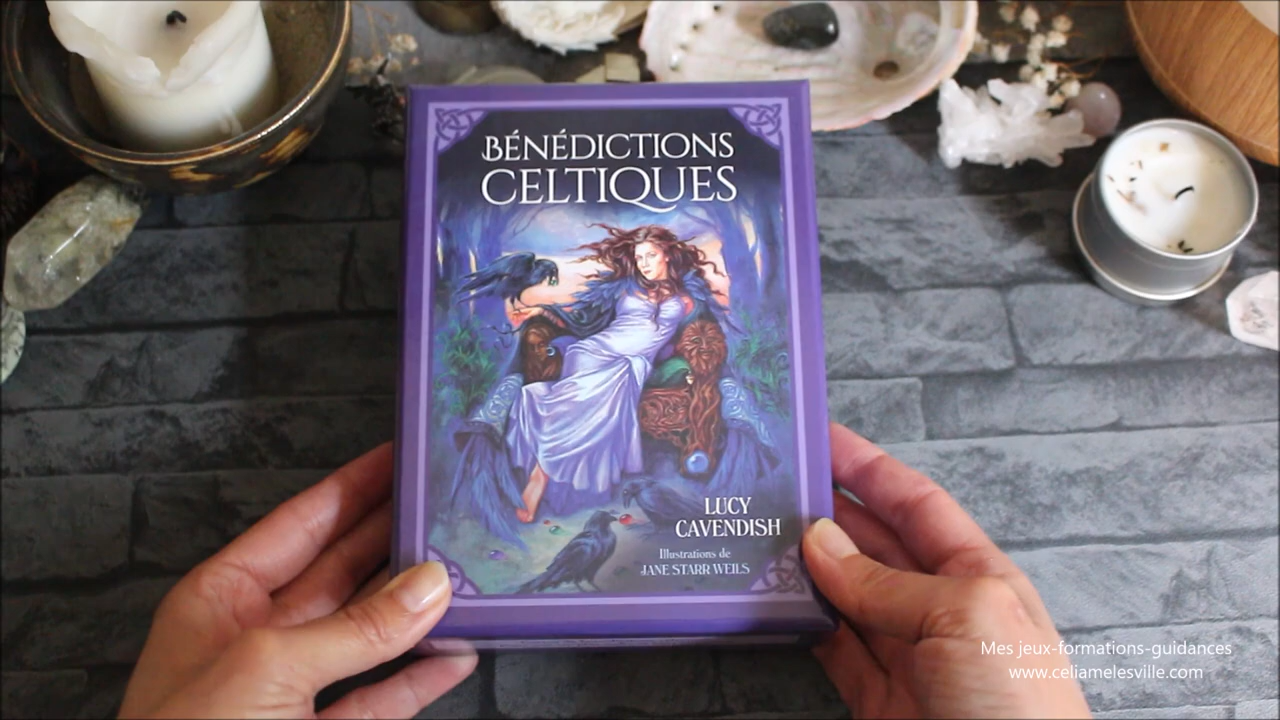 BÉNÉDICTIONS
CELTIQUES
LUCY
CAVENDISH
Illustrations de
JANE STARR WEILS
Mes jeux-formations-guidances
www.celiamelesville.com